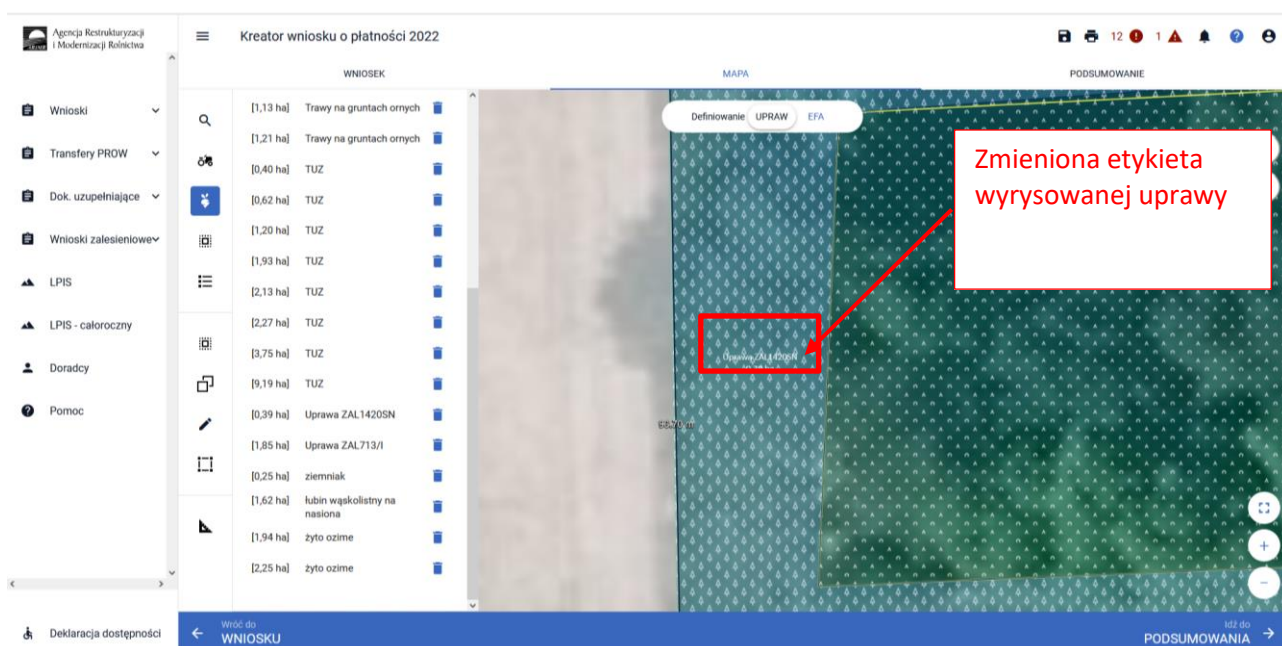 Agencja Restrukturyzacji
i Modernizacji Rolnictwa
Kreator wniosku o płatności 2022
12
1
WNIOSEK
MAPA
PODSUMOWANIE
Wnioski
Transfery PROW
Dok. uzupełniające
Wnioski zalesieniowe
LPIS
LPIS - całoroczny
Doradcy
Pomoc
Deklaracja dostępności
[1,13 ha] Trawy na gruntach ornych
[1,21 ha] Trawy na gruntach ornych
[0,40 ha] TUZ
[0,62 ha] TUZ
[1,20 ha] TUZ
[1,93 ha] TUZ
[2,13 ha] TUZ
[2,27 ha] TUZ
[3,75 ha] TUZ
[9,19 ha] TUZ
[0,39 ha] Uprawa ZAL1420SN
[1,85 ha] Uprawa ZAL713/I
[0,25 ha] ziemniak
[1,62 ha] łubin wąskolistny na
nasiona
[1,94 ha] żyto ozime
[2,25 ha] żyto ozime
Definiowanie UPRAW EFA
Zmieniona etykieta
wyrysowanej uprawy
Uprawa ZAL1420SN
Wróć do
WNIOSKU
Idź do
PODSUMOWANIA